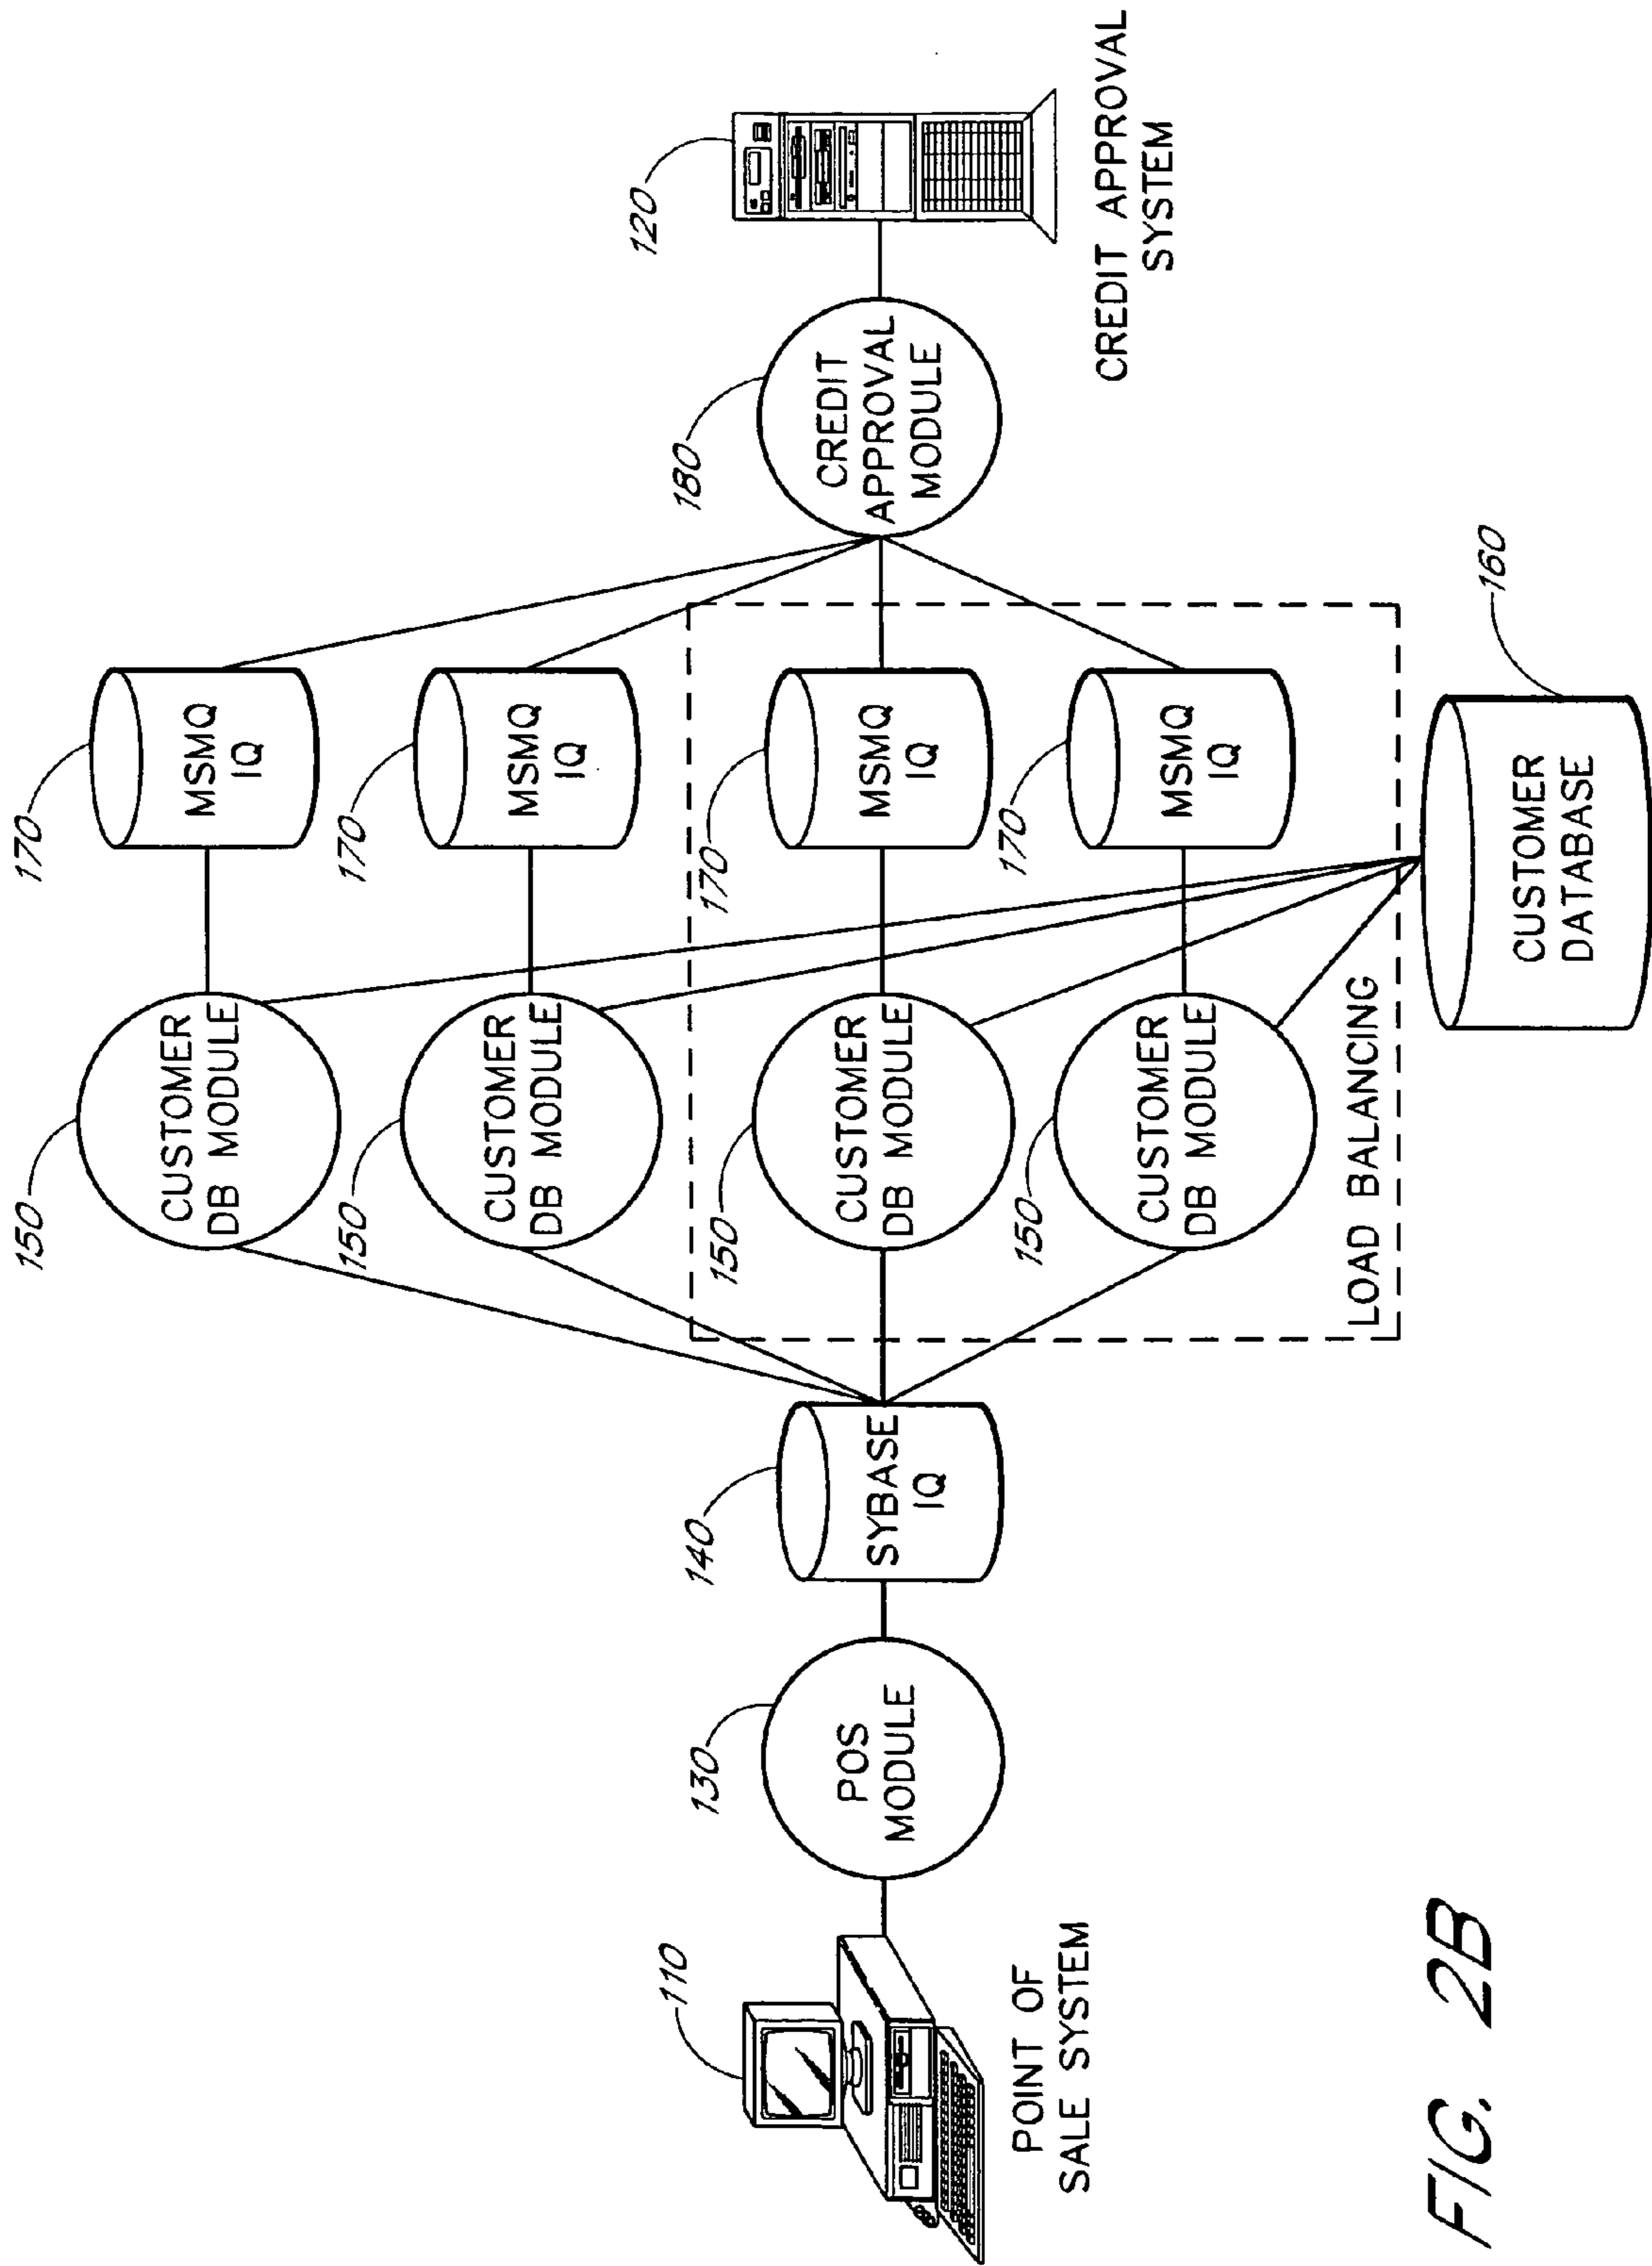 170
MSMQ
IQ
170
MSMQ
IQ
170
MSMQ
IQ
170
MSMQ
IQ
150
CUSTOMER
DB MODULE
150
CUSTOMER
DB MODULE
150
CUSTOMER
DB MODULE
150
CUSTOMER
DB MODULE
LOAD BALANCING
110
POINT OF
SALE SYSTEM
130
POS
MODULE
140
SYBASE
IQ
180
CREDIT
APPROVAL
MODULE
120
CREDIT APPROVAL
SYSTEM
160
CUSTOMER
DATABASE
FIG. 2B